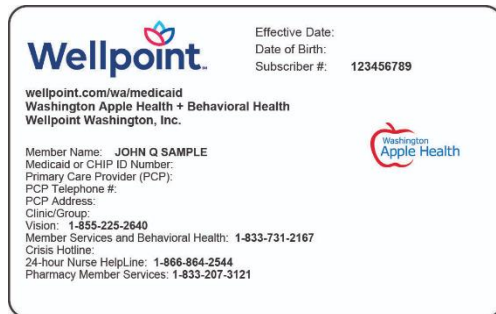 Wellpoint
Effective Date:
Date of Birth:
Subscriber #: 123456789
wellpoint.com/wa/medicaid
Washington Apple Health + Behavioral Health
Wellpoint Washington, Inc.
Washington
Apple Health
Member Name: JOHN Q SAMPLE
Medicaid or CHIP ID Number:
Primary Care Provider (PCP):
PCP Telephone #:
PCP Address:
Clinic/Group:
Vision: 1-855-225-2640
Member Services and Behavioral Health: 1-833-731-2167
Crisis Hotline:
24-hour Nurse HelpLine: 1-866-864-2544
Pharmacy Member Services: 1-833-207-3121